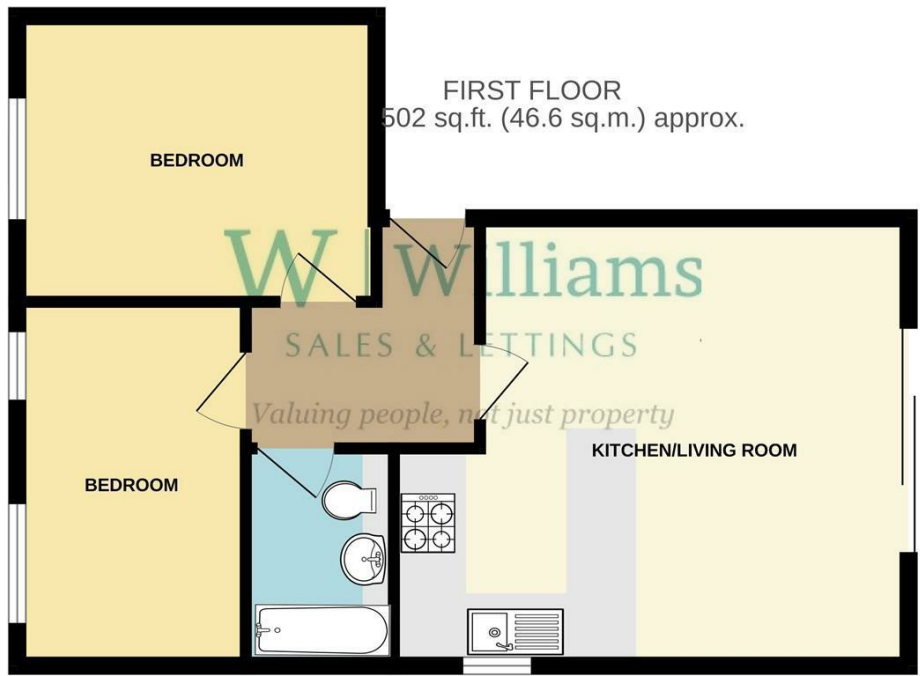 FIRST FLOOR
502 sq.ft. (46.6 sq.m.) approx.
BEDROOM
W | Williams
SALES & LETTINGS
Valuing people, not just property
KITCHEN/LIVING ROOM
BEDROOM